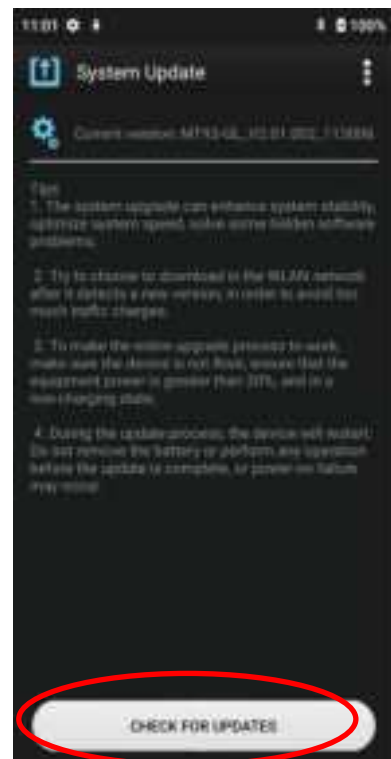 11:01 100%
System Update
Current version:
Tips:
1. The system upgrade can enhance system stability,
optimize system speed, solve some hidden software
problems.
2. Try to choose to download in the WLAN network
after it detects a new version, in order to avoid too
much traffic charges.
3. To make the entire upgrade process to work,
make sure the device is not Root, ensure that the
equipment power is greater than 30%, and in a
non-charging state.
4. During the update process, the device will restart.
Do not remove the battery or perform any operation
before the update is complete, or power-on failure
may occur.
CHECK FOR UPDATES